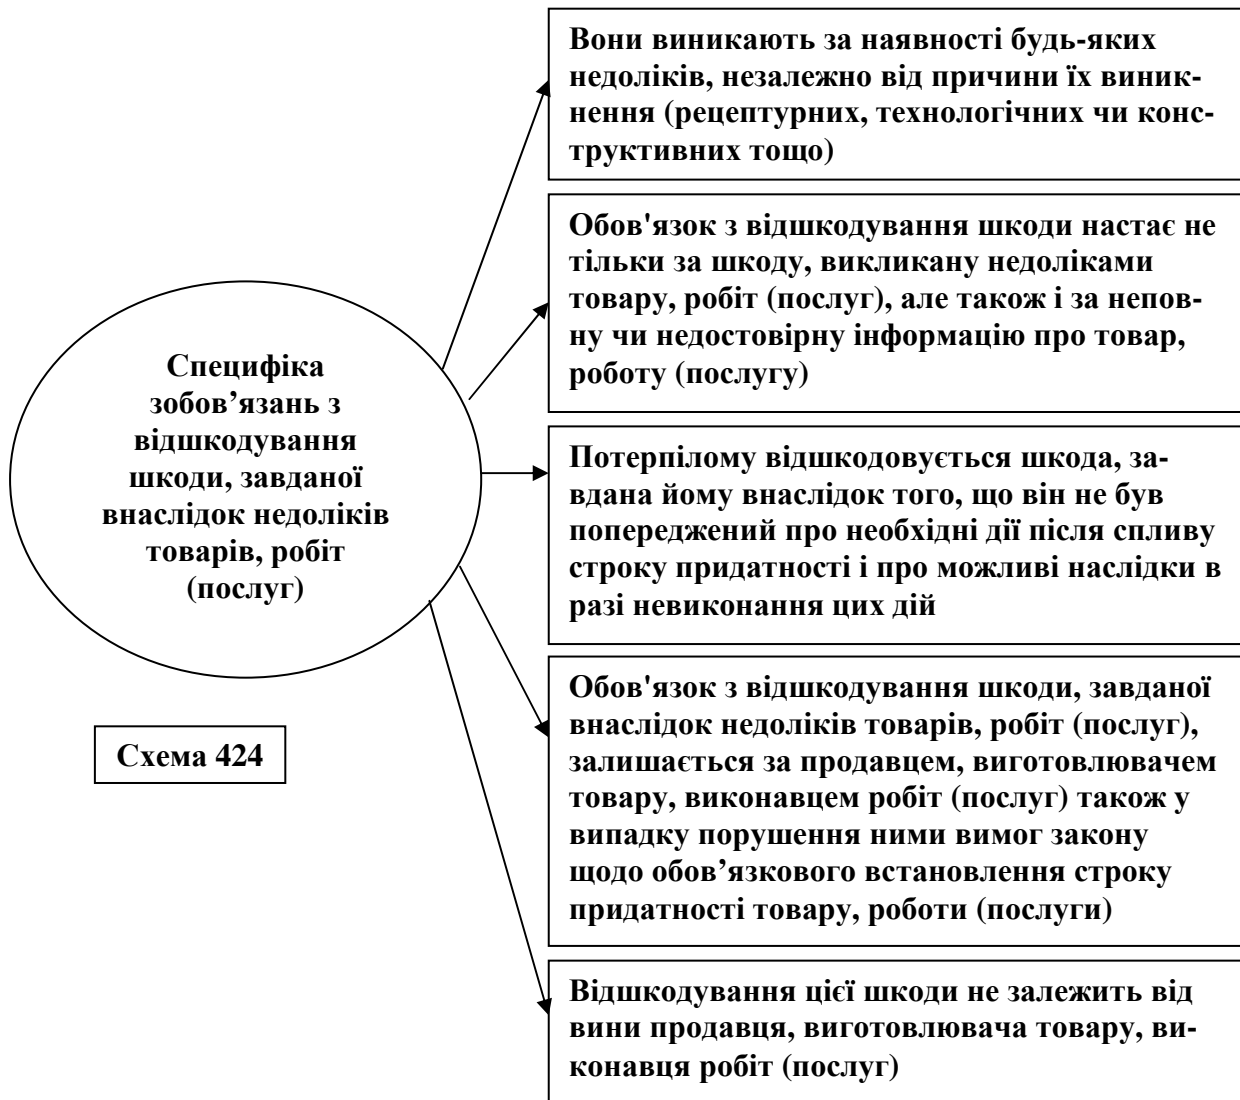 Вони виникають за наявності будь-яких
недоліків, незалежно від причини їх виник-
нення (рецептурних, технологічних чи конс-
труктивних тощо)
Обов'язок з відшкодування шкоди настає не
тільки за шкоду, викликану недоліками
товару, робіт (послуг), але також і за непов-
ну чи недостовірну інформацію про товар,
роботу (послугу)
Специфіка
зобов’язань з
відшкодування
шкоди, завданої
внаслідок недоліків
товарів, робіт
(послуг)
Потерпілому відшкодовується шкода, за-
вдана йому внаслідок того, що він не був
попереджений про необхідні дії після спливу
строку придатності і про можливі наслідки в
разі невиконання цих дій
Обов'язок з відшкодування шкоди, завданої
внаслідок недоліків товарів, робіт (послуг),
залишається за продавцем, виготовлювачем
товару, виконавцем робіт (послуг) також у
випадку порушення ними вимог закону
щодо обов’язкового встановлення строку
придатності товару, роботи (послуги)
Схема 424
Відшкодування цієї шкоди не залежить від
вини продавця, виготовлювача товару, ви-
конавця робіт (послуг)